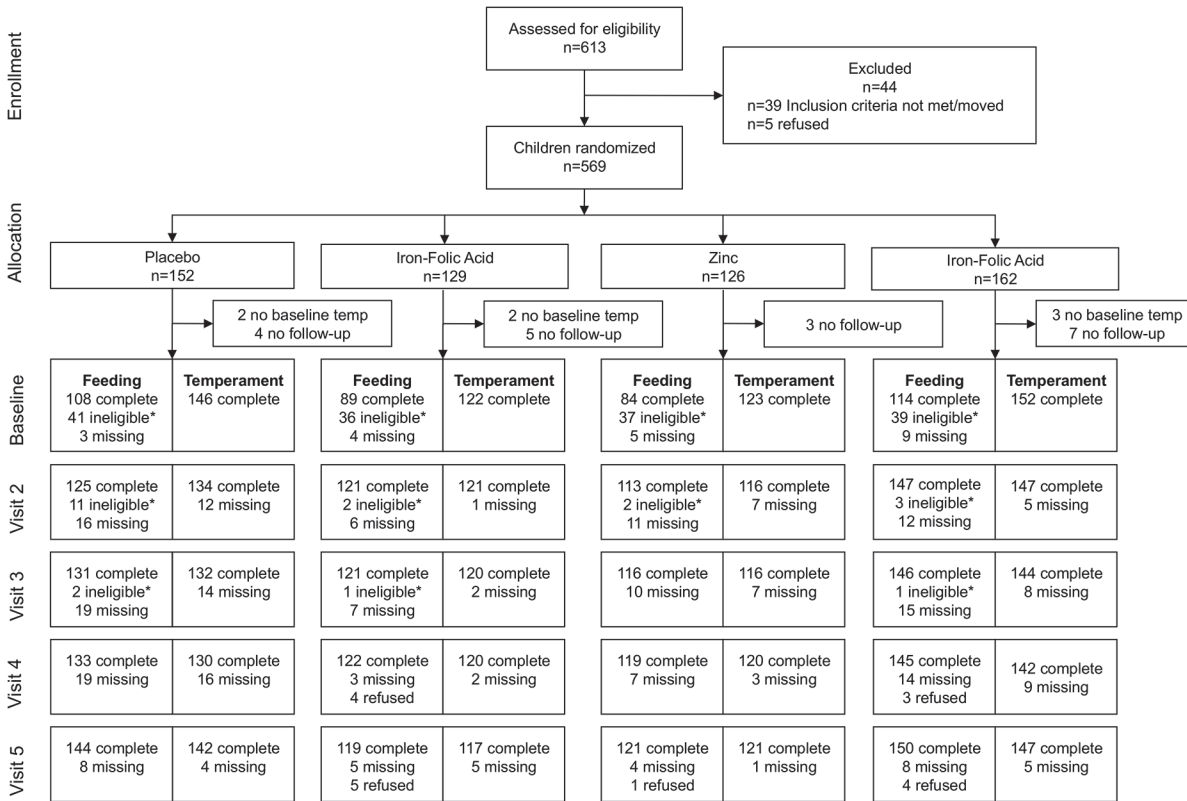 Enrollment
Assessed for eligibility
n=613
Excluded
n=44
n=39 Inclusion criteria not met/moved
n=5 refused
Children randomized
n=569
Allocation
Placebo
n=152
Iron-Folic Acid
n=129
Zinc
n=126
Iron-Folic Acid
n=162
2 no baseline temp
4 no follow-up
2 no baseline temp
5 no follow-up
3 no follow-up
3 no baseline temp
7 no follow-up
Baseline
Feeding
108 complete
41 ineligible*
3 missing
Temperament
146 complete
Feeding
89 complete
36 ineligible*
4 missing
Temperament
122 complete
Feeding
84 complete
37 ineligible*
5 missing
Temperament
123 complete
Feeding
114 complete
39 ineligible*
9 missing
Temperament
152 complete
Visit 2
125 complete
11 ineligible*
16 missing
134 complete
12 missing
121 complete
2 ineligible*
6 missing
121 complete
1 missing
113 complete
2 ineligible*
11 missing
116 complete
7 missing
147 complete
3 ineligible*
12 missing
147 complete
5 missing
Visit 3
131 complete
2 ineligible*
19 missing
132 complete
14 missing
121 complete
1 ineligible*
7 missing
120 complete
2 missing
116 complete
10 missing
116 complete
7 missing
146 complete
1 ineligible*
15 missing
144 complete
8 missing
Visit 4
133 complete
19 missing
130 complete
16 missing
122 complete
3 missing
4 refused
120 complete
2 missing
119 complete
7 missing
120 complete
3 missing
145 complete
14 missing
3 refused
142 complete
9 missing
Visit 5
144 complete
8 missing
142 complete
4 missing
119 complete
5 missing
5 refused
117 complete
5 missing
121 complete
4 missing
1 refused
121 complete
1 missing
150 complete
8 missing
4 refused
147 complete
5 missing